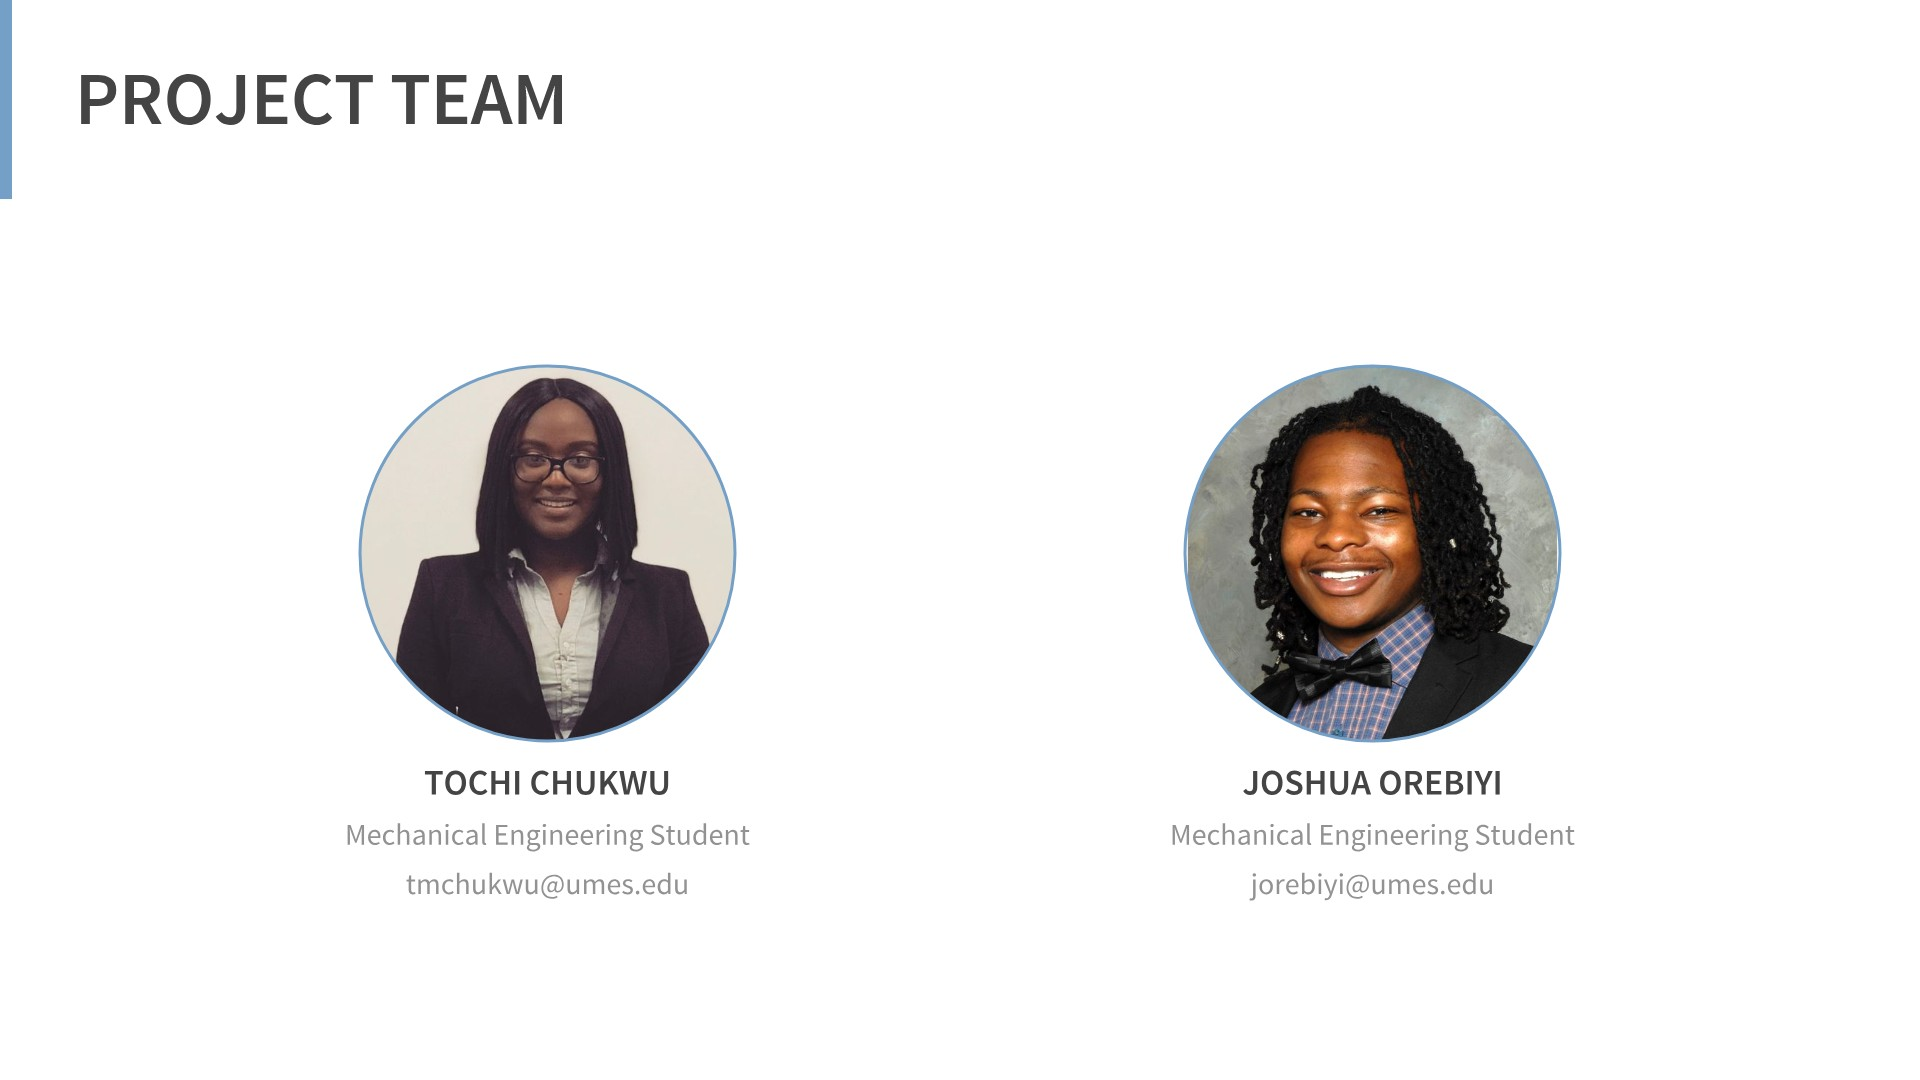 PROJECT TEAM
TOCHI CHUKWU
Mechanical Engineering Student
tmchukwu@umes.edu
JOSHUA OREBIYI
Mechanical Engineering Student
jorebiyi@umes.edu